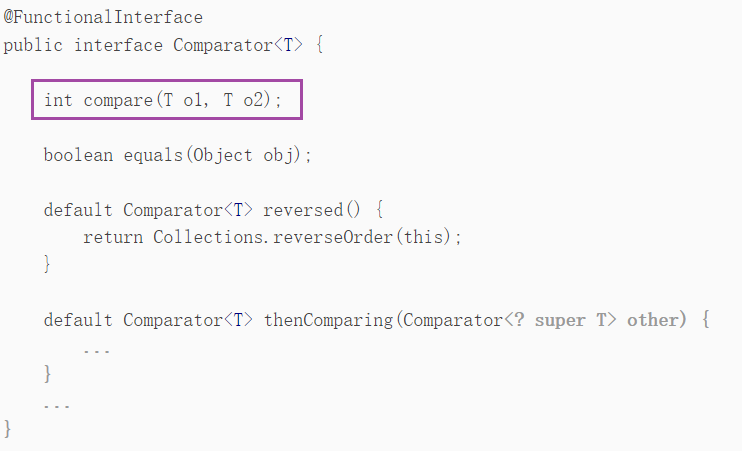 @FunctionalInterface
public interface Comparator<T> {
int compare(T o1, T o2);
boolean equals(Object obj);
default Comparator<T> reversed() {
return Collections.reverseOrder(this);
}
default Comparator<T> thenComparing(Comparator<? super T> other) {
...
}
...
}